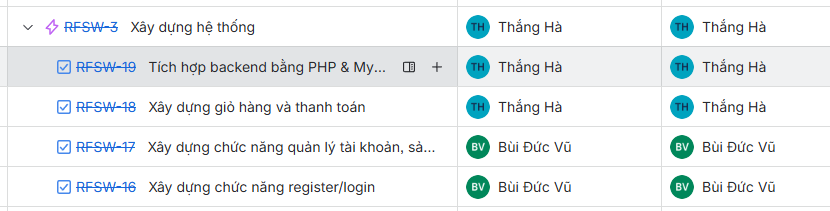 RFSW-3 Xây dựng hệ thống TH Thắng Hà TH Thắng Hà
RFSW-19 Tích hợp backend bằng PHP & My... TH Thắng Hà TH Thắng Hà
RFSW-18 Xây dựng giỏ hàng và thanh toán TH Thắng Hà TH Thắng Hà
RFSW-17 Xây dựng chức năng quản lý tài khoản, sả... BV Bùi Đức Vũ BV Bùi Đức Vũ
RFSW-16 Xây dựng chức năng register/login BV Bùi Đức Vũ BV Bùi Đức Vũ